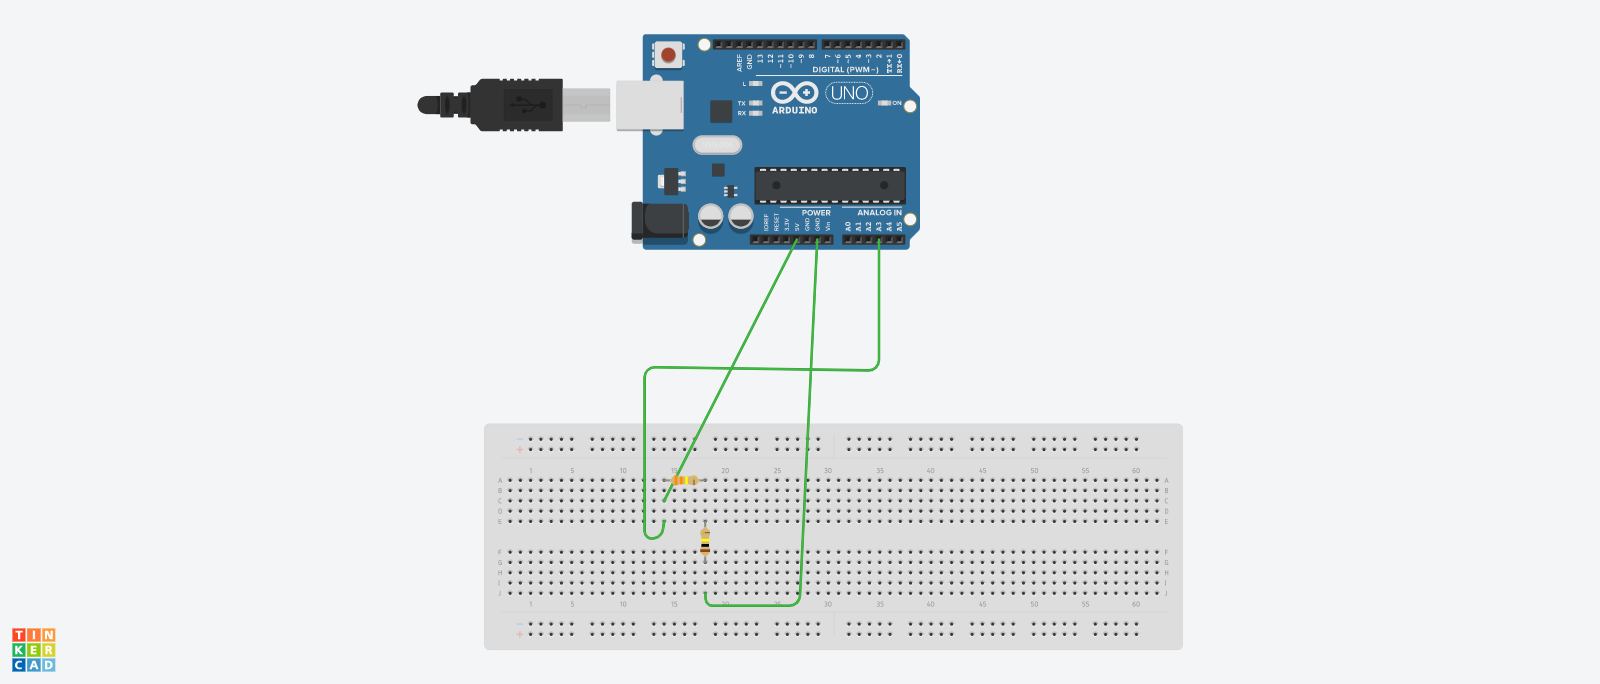 AREF
GND
13
12
~11
~10
~9
8
7
~6
~5
4
~3
2
TX→1
RX←0
DIGITAL (PWM~)
L
TX
RX
ARDUINO
UNO
ON
POWER
ANALOG IN
IOREF
RESET
3.3V
5V
GND
GND
Vin
A0
A1
A2
A3
A4
A5
1 5 10 15 20 25 30 35 40 45 50 55 60
A A
B B
C C
D D
E E
F F
G G
H H
I I
J J
1 5 10 15 20 25 30 35 40 45 50 55 60
TIN
KER
CAD